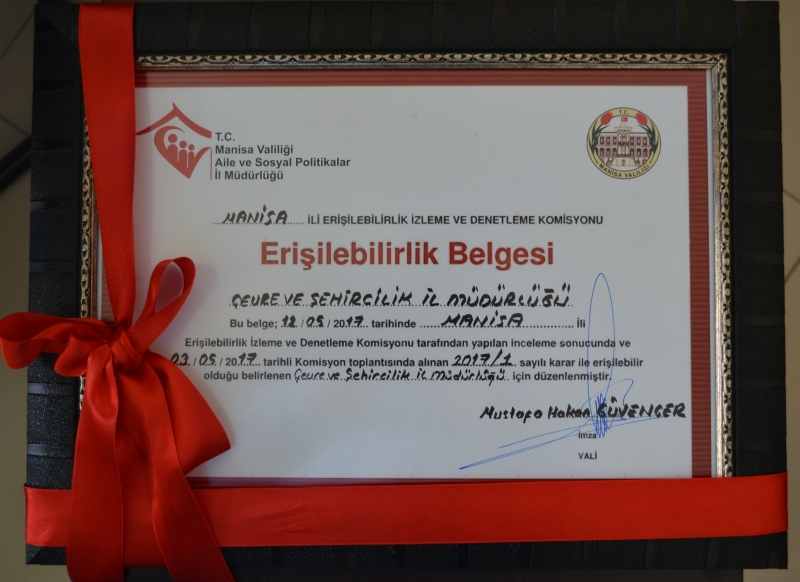 T.C.
Manisa Valiliği
Aile ve Sosyal Politikalar
İl Müdürlüğü
T.C.
MANİSA VALİLİĞİ
MANİSA İLİ ERİŞİLEBİLİRLİK İZLEME VE DENETLEME KOMİSYONU
Erişilebilirlik Belgesi
ÇEVRE VE ŞEHİRCİLİK İL MÜDÜRLÜĞÜ
Bu belge; 12 / 05 / 2017 tarihinde MANİSA İli
Erişilebilirlik İzleme ve Denetleme Komisyonu tarafından yapılan inceleme sonucunda ve
03 / 05 / 2017 tarihli Komisyon toplantısında alınan 2017/1 sayılı karar ile erişilebilir
olduğu belirlenen Çevre ve Şehircilik İl Müdürlüğü için düzenlenmiştir.
Mustafa Hakan GÜVENÇER
İmza
VALİ